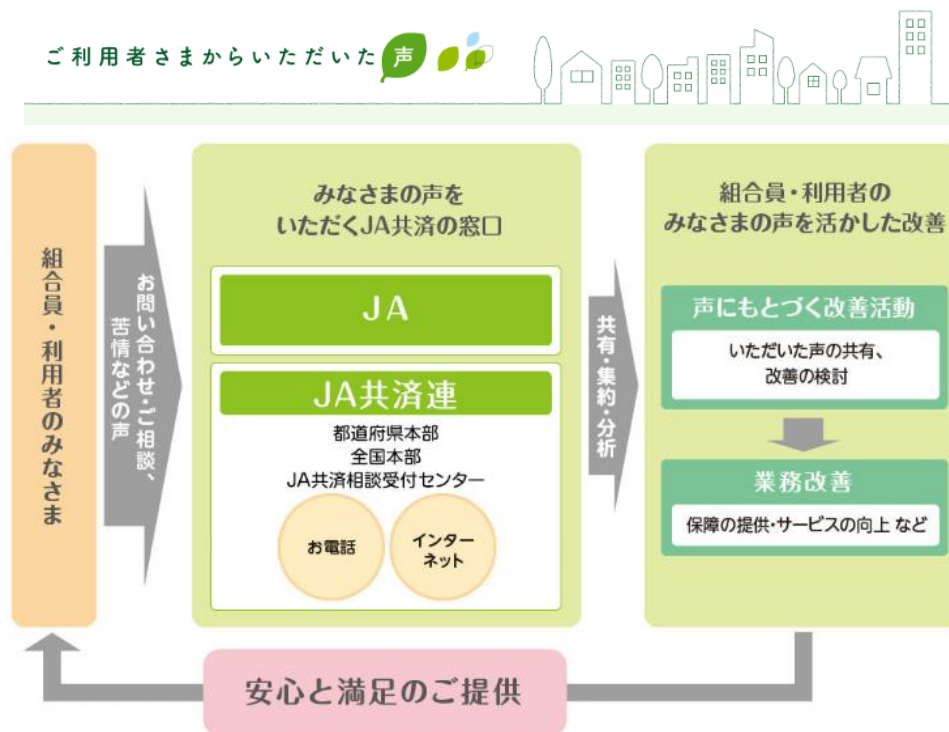 ご利用者さまからいただいた声
組合員・利用者のみなさま
お問い合わせ・ご相談、
苦情などの声
みなさまの声を
いただくJA共済の窓口
JA
JA共済連
都道府県本部
全国本部
JA共済相談受付センター
お電話
インター
ネット
共有・集約・分析
組合員・利用者の
みなさまの声を活かした改善
声にもとづく改善活動
いただいた声の共有、
改善の検討
業務改善
保障の提供・サービスの向上 など
安心と満足のご提供